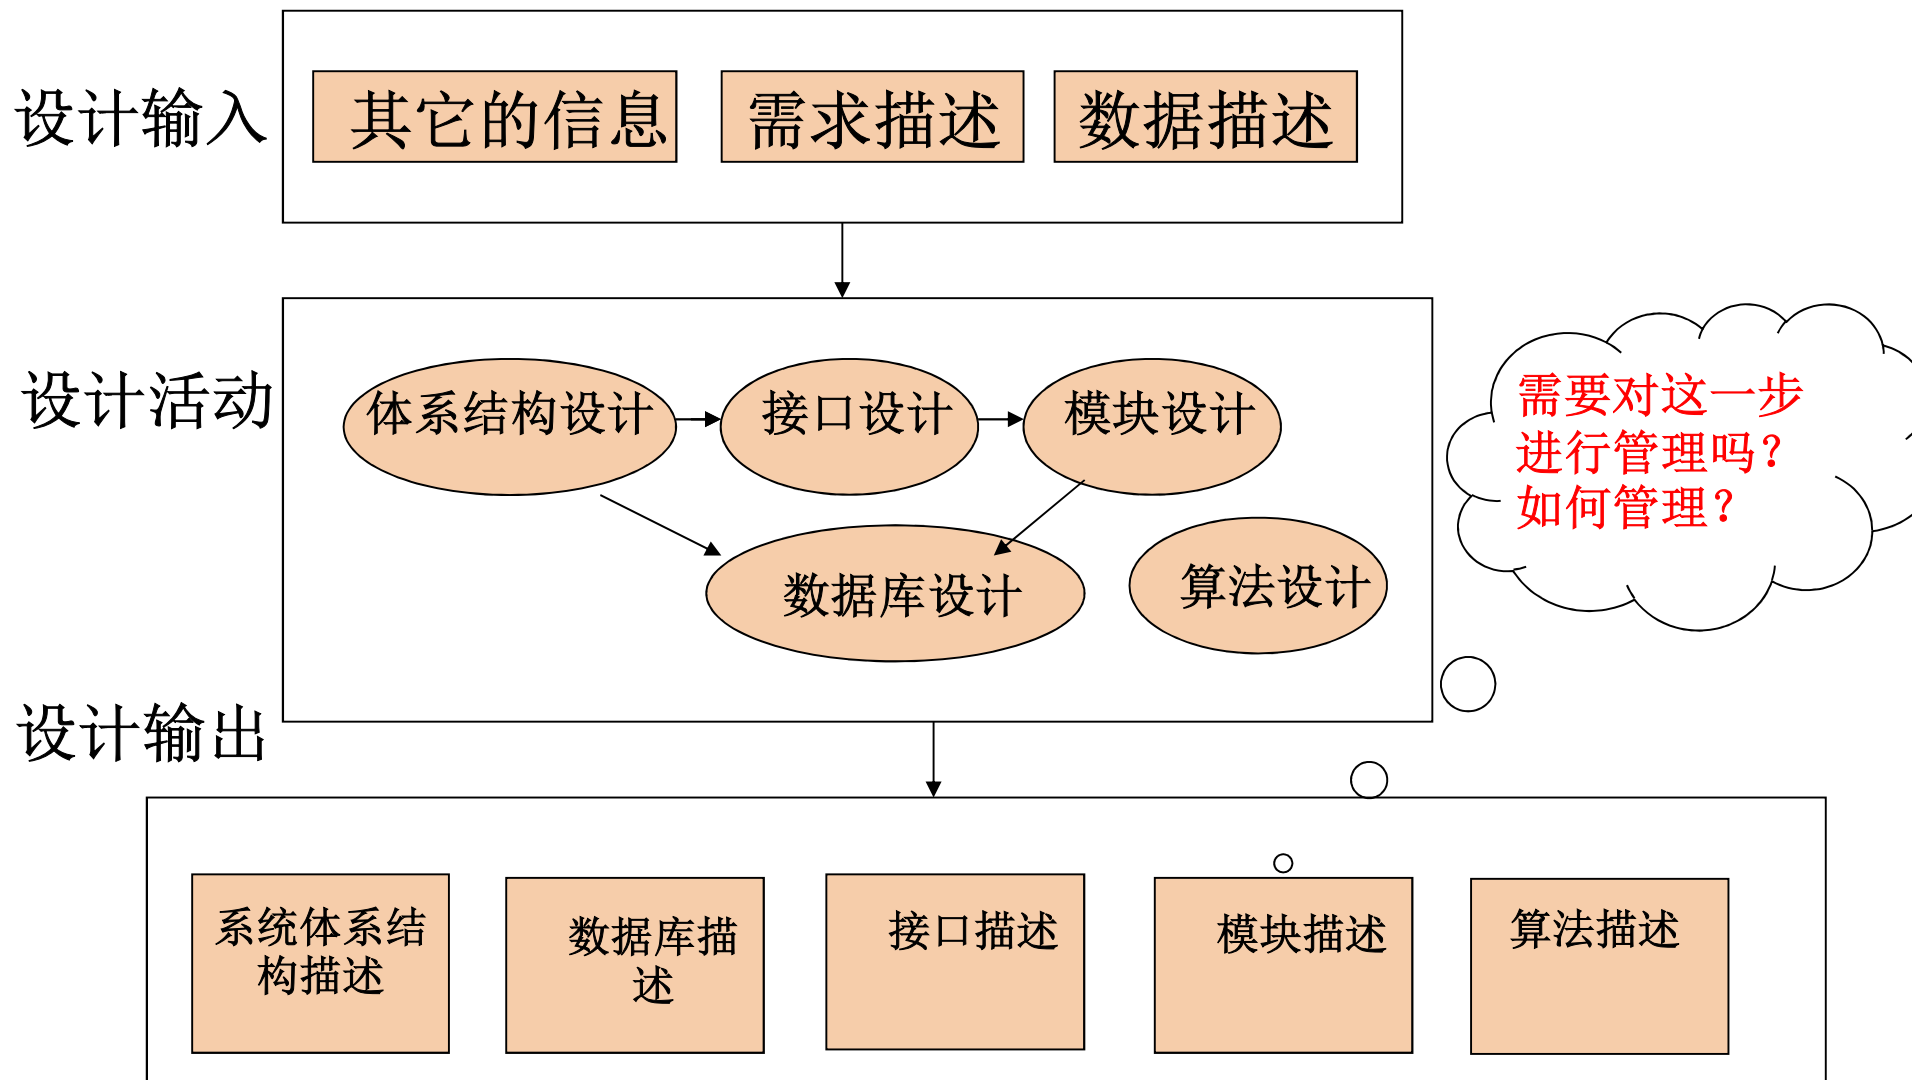 设计输入
其它的信息
需求描述
数据描述
设计活动
体系结构设计
接口设计
模块设计
数据库设计
算法设计
需要对这一步
进行管理吗?
如何管理?
设计输出
系统体系结
构描述
数据库描
述
接口描述
模块描述
算法描述